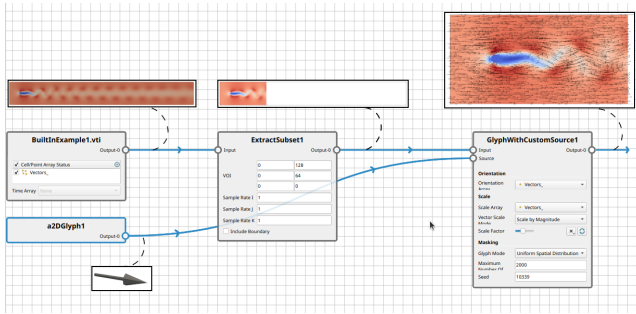 BuiltInExample1.vti
Output-0
Cell/Point Array Status
Vectors_
Time Array
None
a2DGlyph1
Output-0
ExtractSubset1
Input
Output-0
0
128
VOI
0
64
0
0
Sample Rate I
1
Sample Rate J
1
Sample Rate K
1
Include Boundary
GlyphWithCustomSource1
Input
Output-0
Source
Orientation
Orientation
Vectors_
Scale
Scale Array
Vectors_
Vector Scale
Scale by Magnitude
Scale Factor
Masking
Glyph Mode
Uniform Spatial Distribution
Maximum
Number Of
2000
Seed
10339